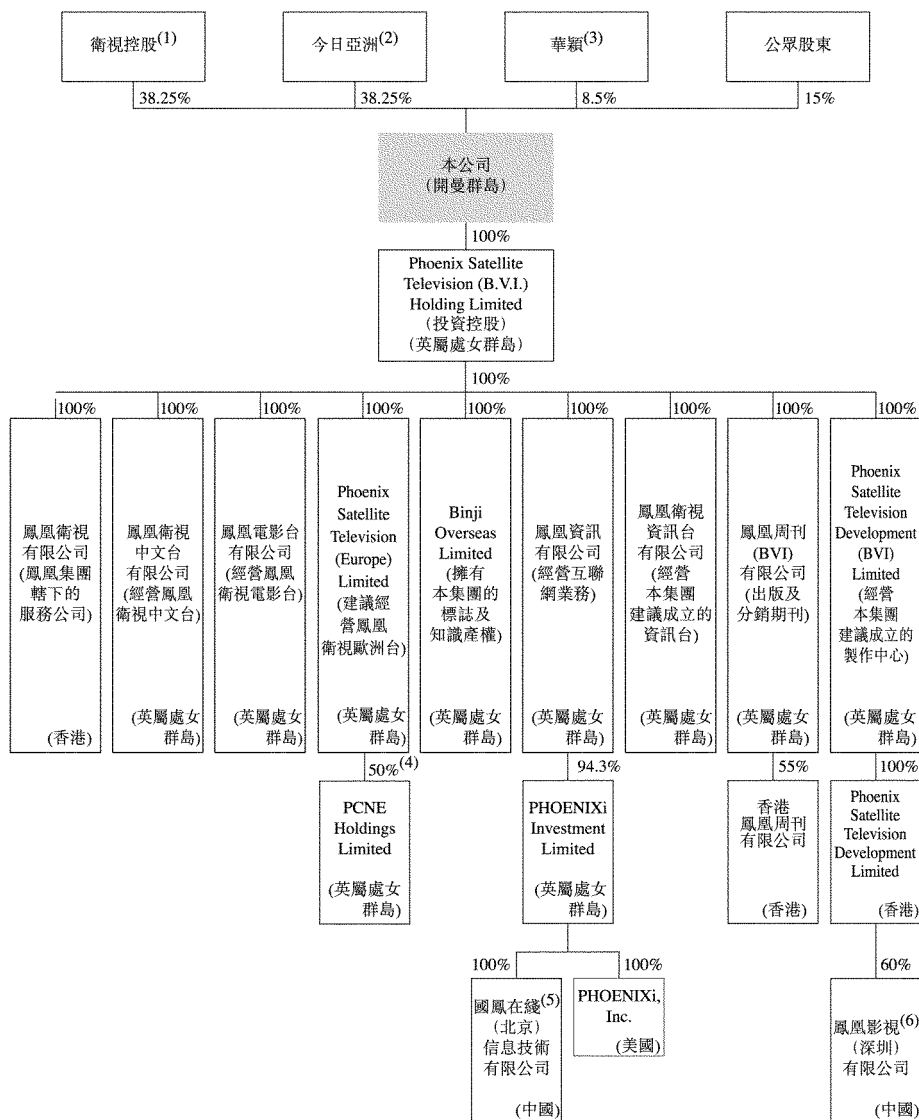 衛視控股(1)
今日亞洲(2)
華穎(3)
公眾股東
38.25%
38.25%
8.5%
15%
本公司
(開曼群島)
100%
Phoenix Satellite
Television (B.V.I.)
Holding Limited
(投資控股)
(英屬處女群島)
100%
100%
100%
100%
100%
100%
100%
100%
100%
100%
鳳凰衛視
有限公司
(鳳凰集團
轄下的
服務公司)
(香港)
鳳凰衛視
中文台
有限公司
(經營鳳凰
衛視中文台)
(英屬處女
群島)
鳳凰電影台
有限公司
(經營鳳凰
衛視電影台)
(英屬處女
群島)
Phoenix
Satellite
Television
(Europe)
Limited
(建議經
營鳳凰
衛視歐洲台)
(英屬處女
群島)
Binji
Overseas
Limited
(擁有
本集團的
標誌及
知識產權)
(英屬處女
群島)
鳳凰資訊
有限公司
(經營互聯
網業務)
(英屬處女
群島)
鳳凰衛視
資訊台
有限公司
(經營
本集團
建議成立的
資訊台)
(英屬處女
群島)
鳳凰周刊
(BVI)
有限公司
(出版及
分銷期刊)
(英屬處女
群島)
Phoenix
Satellite
Television
Development
(BVI)
Limited
(經營
本集團
建議成立的
製作中心)
(英屬處女
群島)
50%(4)
94.3%
55%
100%
PCNE
Holdings
Limited
(英屬處女
群島)
PHOENIXi
Investment
Limited
(英屬處女
群島)
香港
鳳凰周刊
有限公司
(香港)
Phoenix
Satellite
Television
Development
Limited
(香港)
100%
100%
60%
國鳳在綫(5)
(北京)
信息技術
有限公司
(中國)
PHOENIXi,
Inc.
(美國)
鳳凰影視(6)
(深圳)
有限公司
(中國)